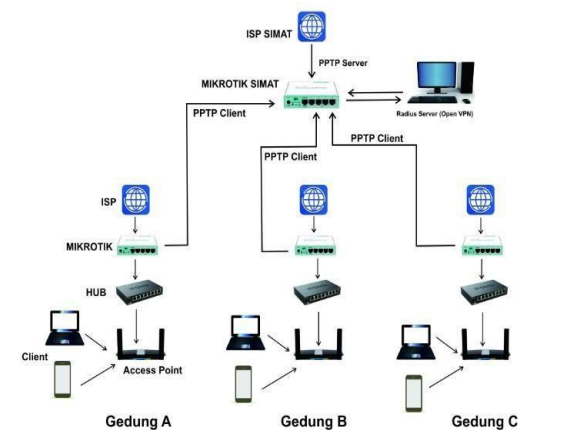 ISP SIMAT
PPTP Server
MIKROTIK SIMAT
Radius Server (Open VPN)
PPTP Client
PPTP Client
PPTP Client
ISP
MIKROTIK
HUB
Client
Access Point
Gedung A
Gedung B
Gedung C